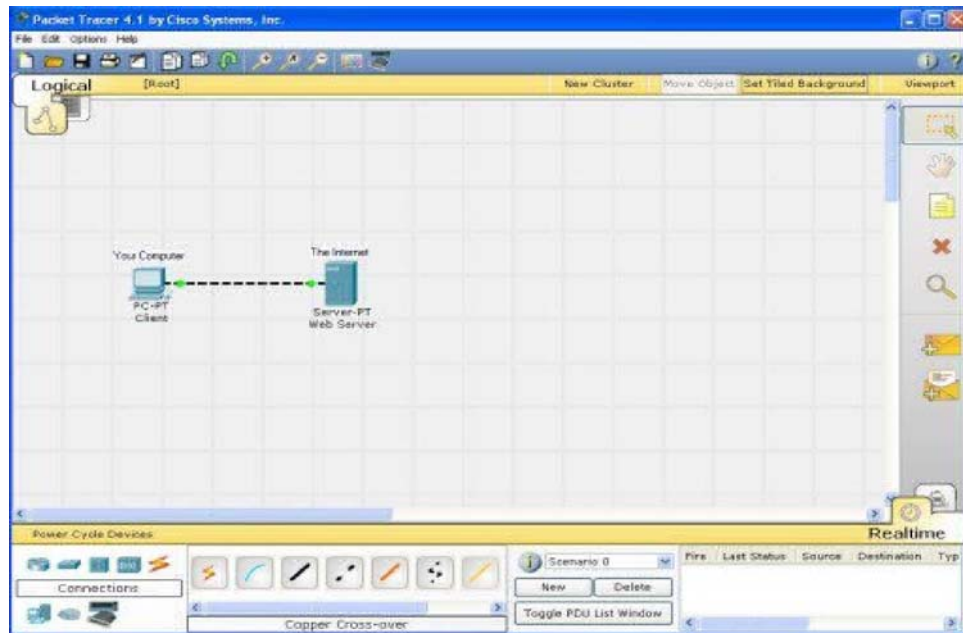 Packet Tracer 4.1 by Cisco Systems, Inc.
File Edit Options Help
Logical [Root] New Cluster Move Object Set Tiled Background Viewport
Your Computer
The Internet
PC-PT
Client
Server-PT
Web Server
Power Cycle Devices
Realtime
Scenario 0
Fire Last Status Source Destination Typ
Connections
New Delete
Toggle PDU List Window
Copper Cross-over